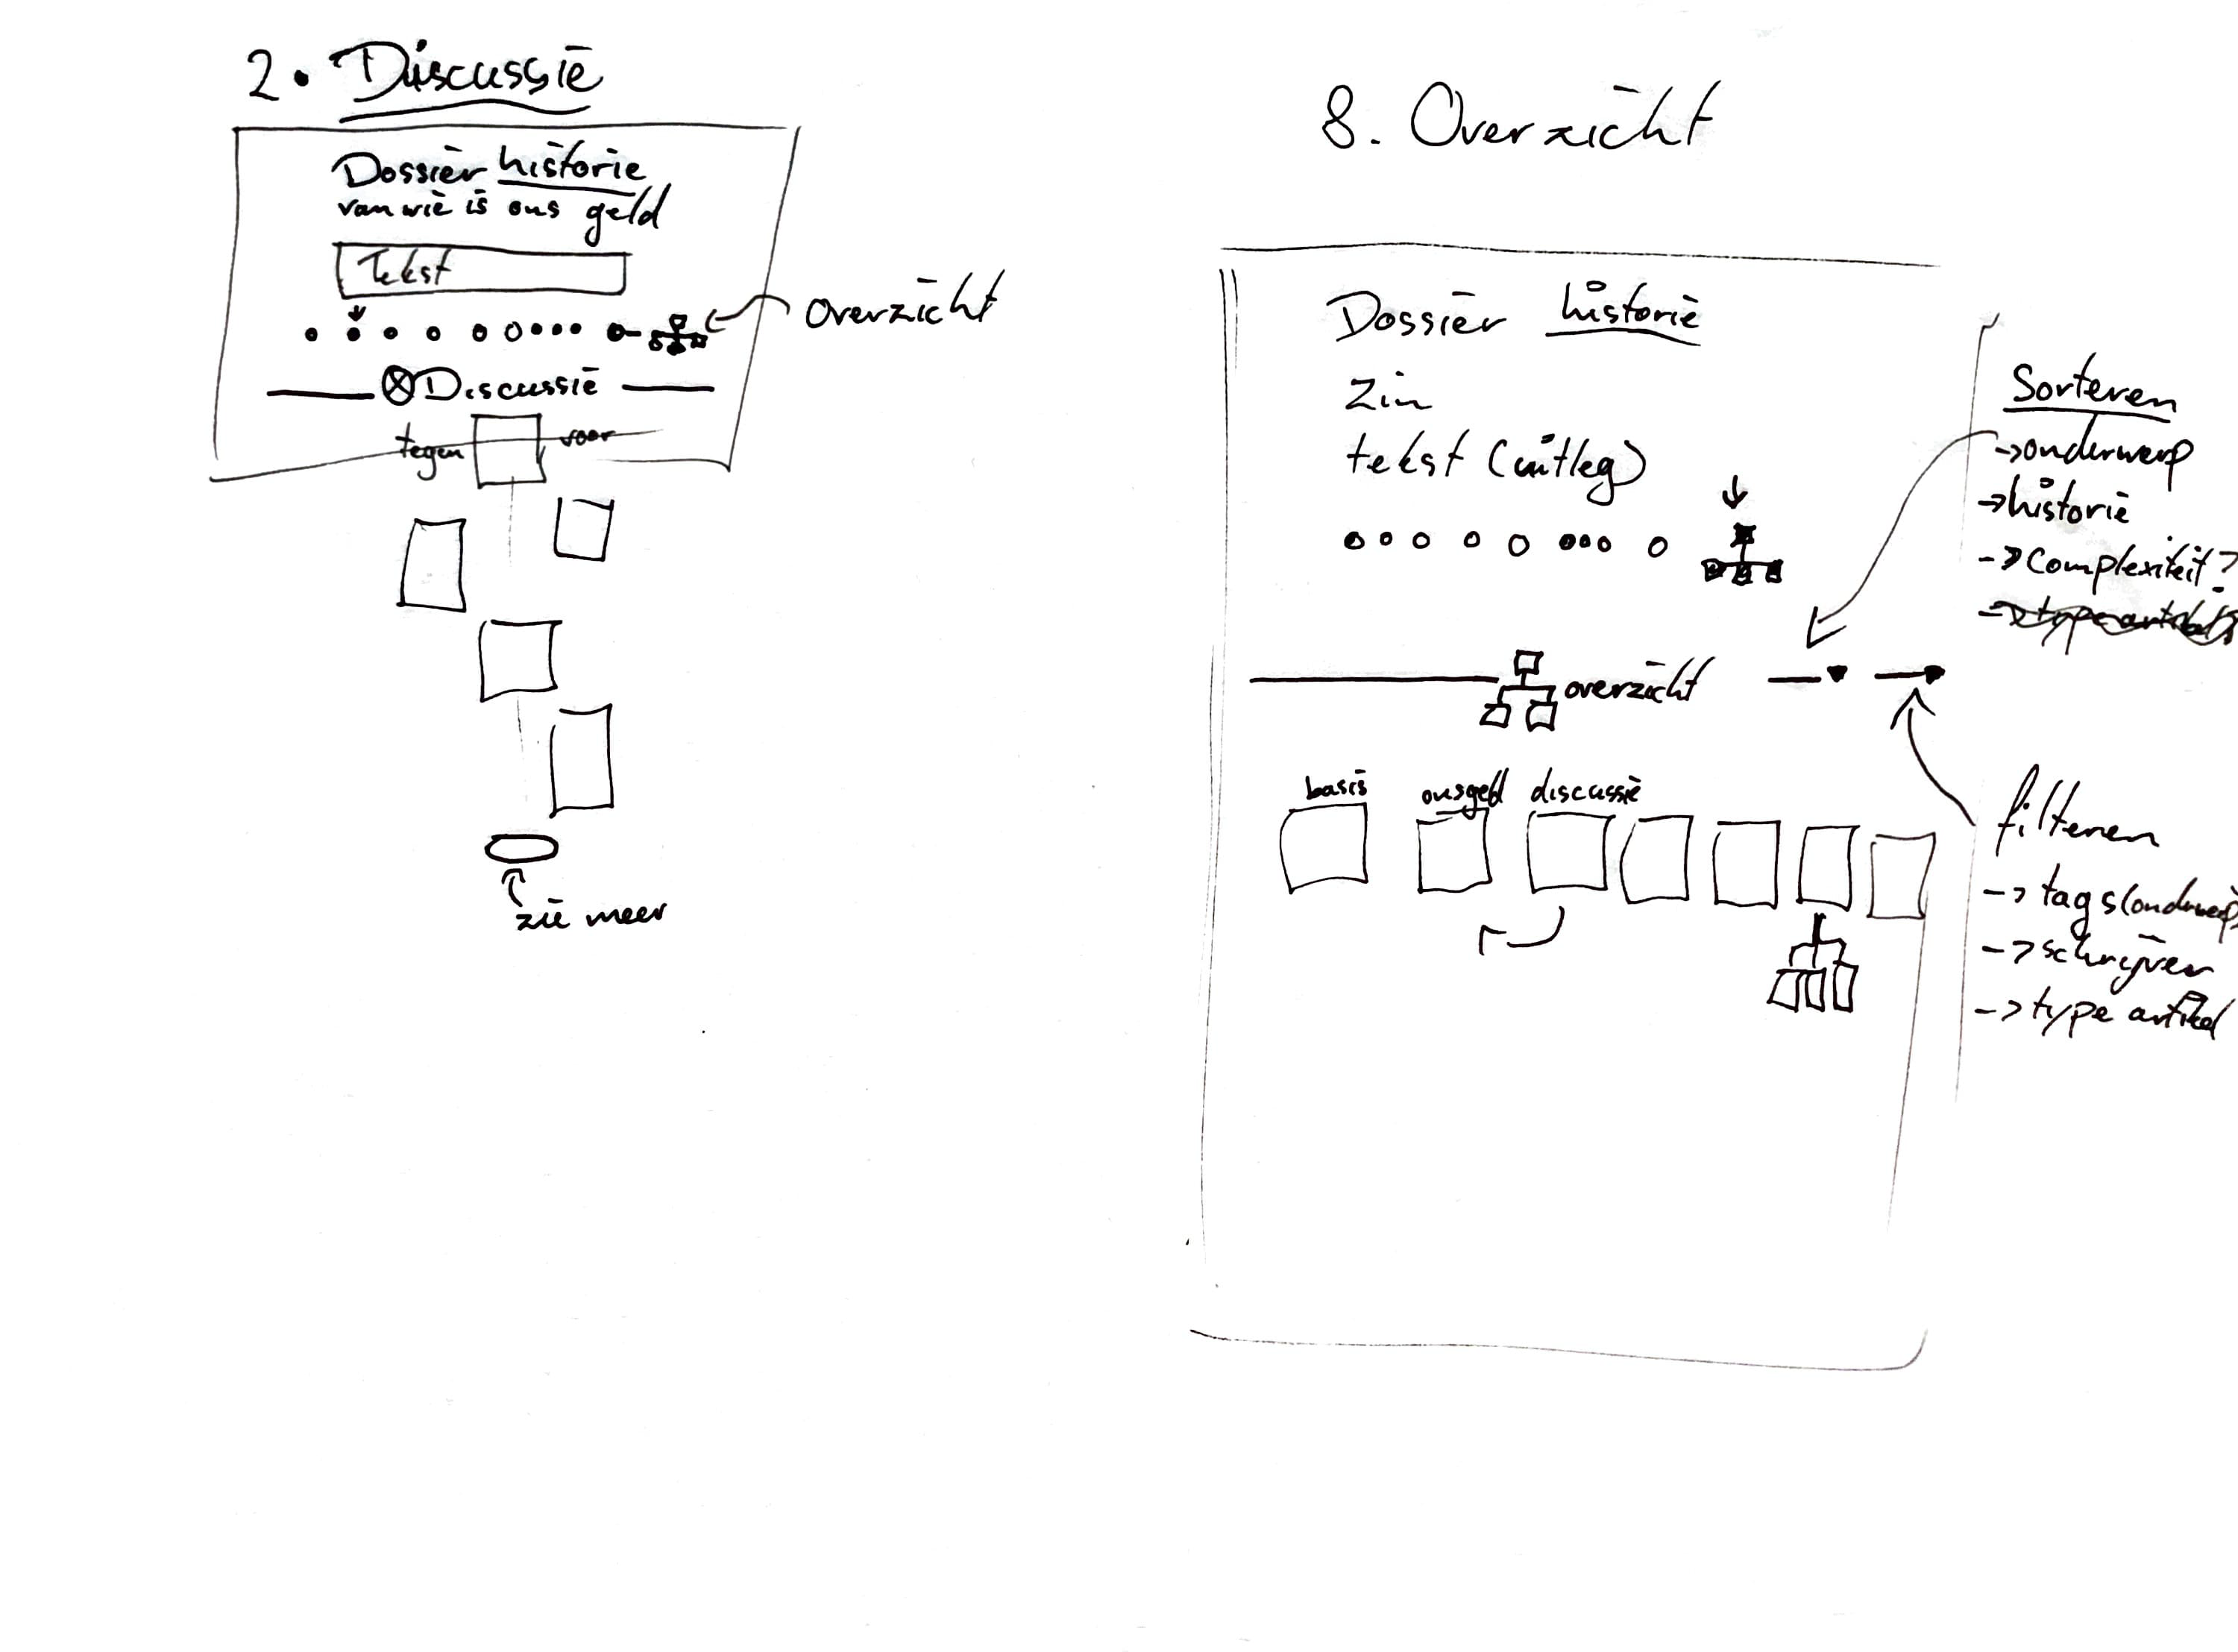 2. Discussie
Dossier historie
van wie is ons geld
Tekst
Overzicht
Discussie
tegen voor
zie meer
8. Overzicht
Dossier historie
Zin
tekst (uitleg)
Sorteren
→onderwerp
→historie
→complexiteit?
→type artikel
overzicht
basis onsgeld discussie
filteren
→ tags(onderwerp
→schrijver
→type artikel